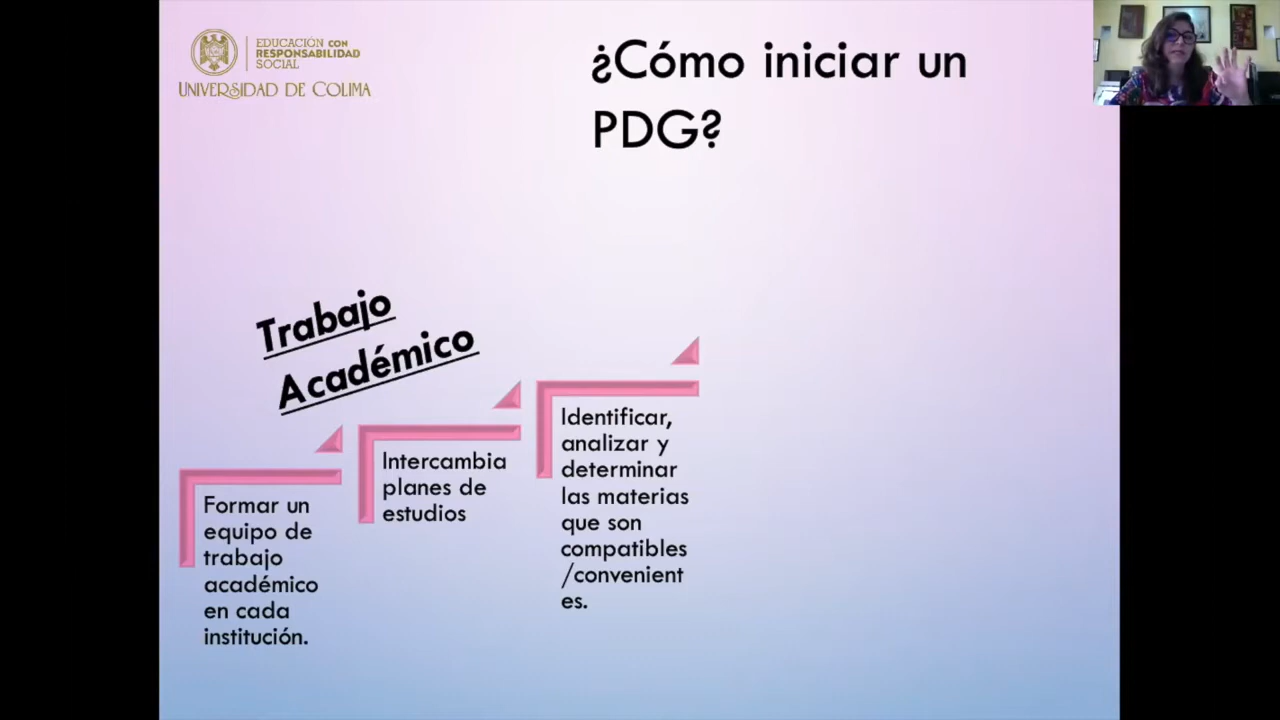 EDUCACIÓN CON
RESPONSABILIDAD
SOCIAL
UNIVERSIDAD DE COLIMA
¿Cómo iniciar un
PDG?
Trabajo
Académico
Formar un
equipo de
trabajo
académico
en cada
institución.
Intercambia
planes de
estudios
Identificar,
analizar y
determinar
las materias
que son
compatibles
/convenient
es.